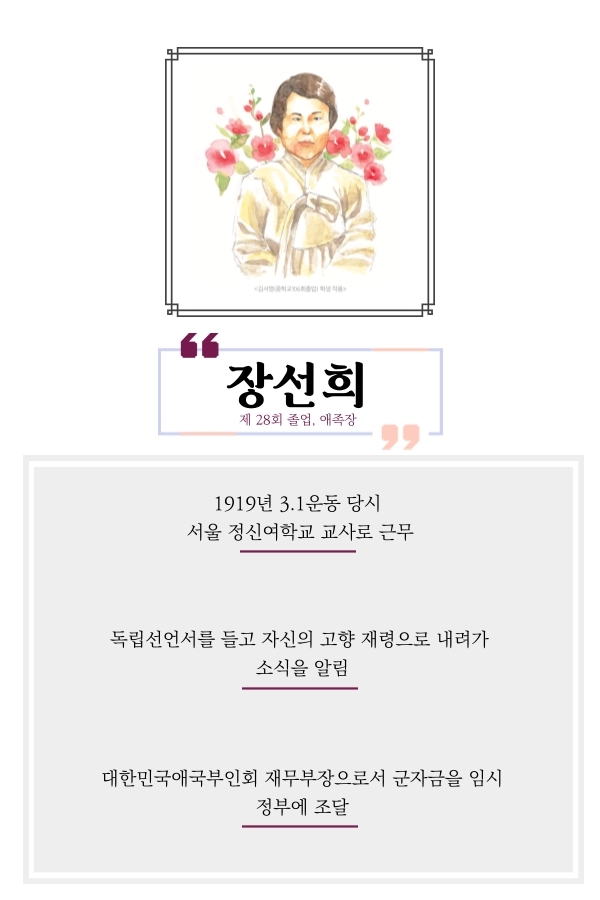 <김서영(중학교106회졸업) 학생 작품>
장선희
제 28회 졸업, 애족장
1919년 3.1운동 당시
서울 정신여학교 교사로 근무
독립선언서를 들고 자신의 고향 재령으로 내려가
소식을 알림
대한민국애국부인회 재무부장으로서 군자금을 임시
정부에 조달